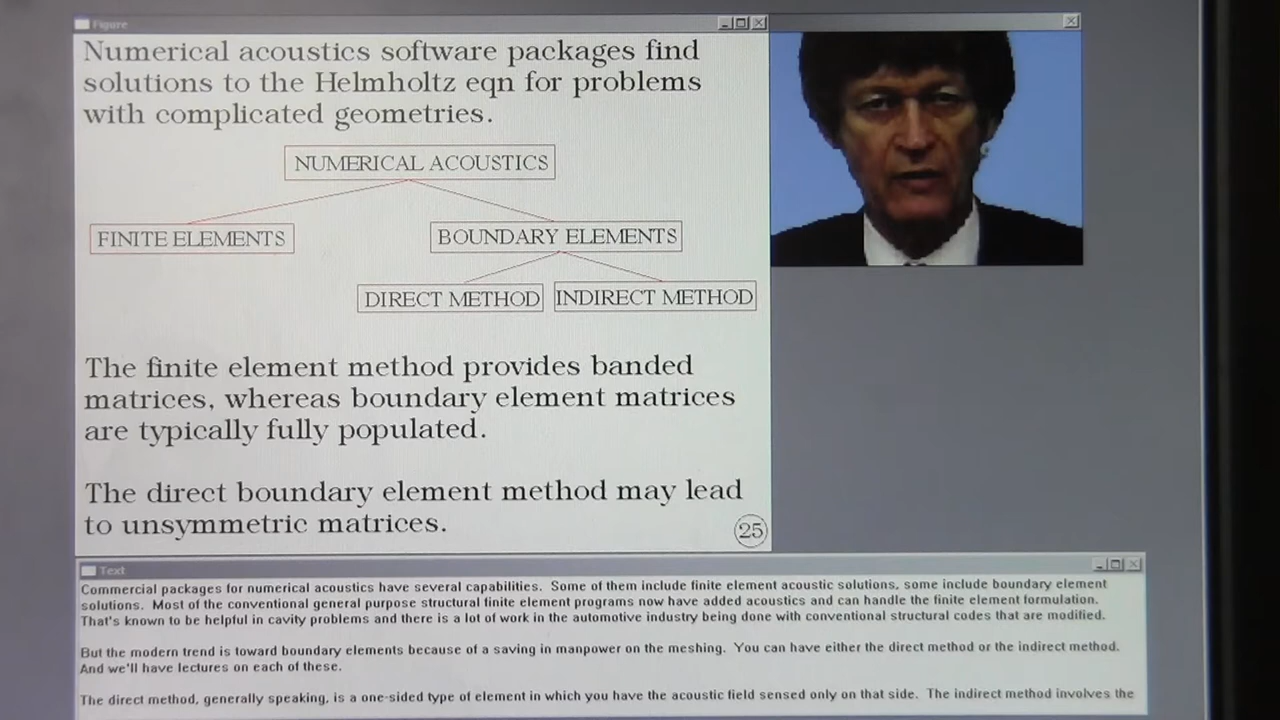 Figure
Numerical acoustics software packages find
solutions to the Helmholtz eqn for problems
with complicated geometries.
NUMERICAL ACOUSTICS
FINITE ELEMENTS
BOUNDARY ELEMENTS
DIRECT METHOD
INDIRECT METHOD
The finite element method provides banded
matrices, whereas boundary element matrices
are typically fully populated.
The direct boundary element method may lead
to unsymmetric matrices.
25
Text
Commercial packages for numerical acoustics have several capabilities. Some of them include finite element acoustic solutions, some include boundary element
solutions. Most of the conventional general purpose structural finite element programs now have added acoustics and can handle the finite element formulation.
That's known to be helpful in cavity problems and there is a lot of work in the automotive industry being done with conventional structural codes that are modified.
But the modern trend is toward boundary elements because of a saving in manpower on the meshing. You can have either the direct method or the indirect method.
And we'll have lectures on each of these.
The direct method, generally speaking, is a one-sided type of element in which you have the acoustic field sensed only on that side. The indirect method involves the